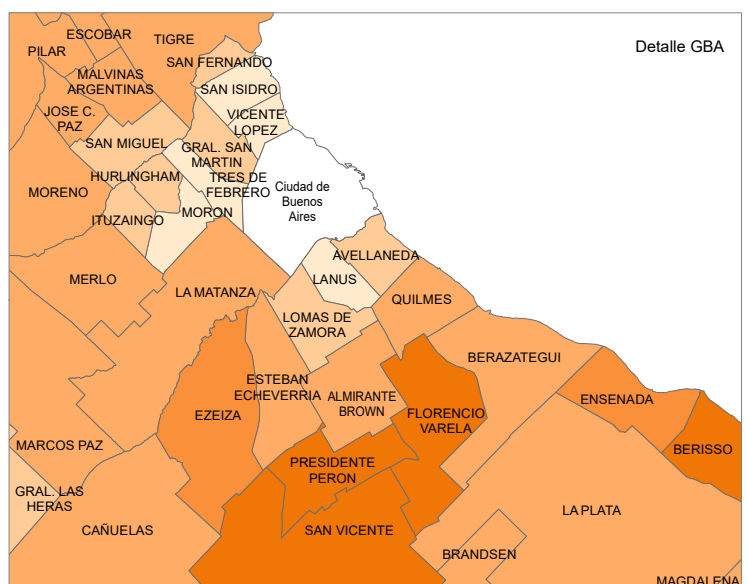 ESCOBAR
TIGRE
Detalle GBA
PILAR
SAN FERNANDO
MALVINAS
ARGENTINAS
SAN ISIDRO
JOSE C.
PAZ
VICENTE
LOPEZ
SAN MIGUEL
GRAL. SAN
MARTIN
HURLINGHAM
TRES DE
FEBRERO
MORENO
Ciudad de
Buenos
Aires
ITUZAINGO
MORON
AVELLANEDA
MERLO
LANUS
LA MATANZA
QUILMES
LOMAS DE
ZAMORA
BERAZATEGUI
ESTEBAN
ECHEVERRIA
ALMIRANTE
BROWN
ENSENADA
EZEIZA
FLORENCIO
VARELA
MARCOS PAZ
BERISSO
PRESIDENTE
PERON
GRAL. LAS
HERAS
LA PLATA
CAÑUELAS
SAN VICENTE
BRANDSEN
MAGDALENA